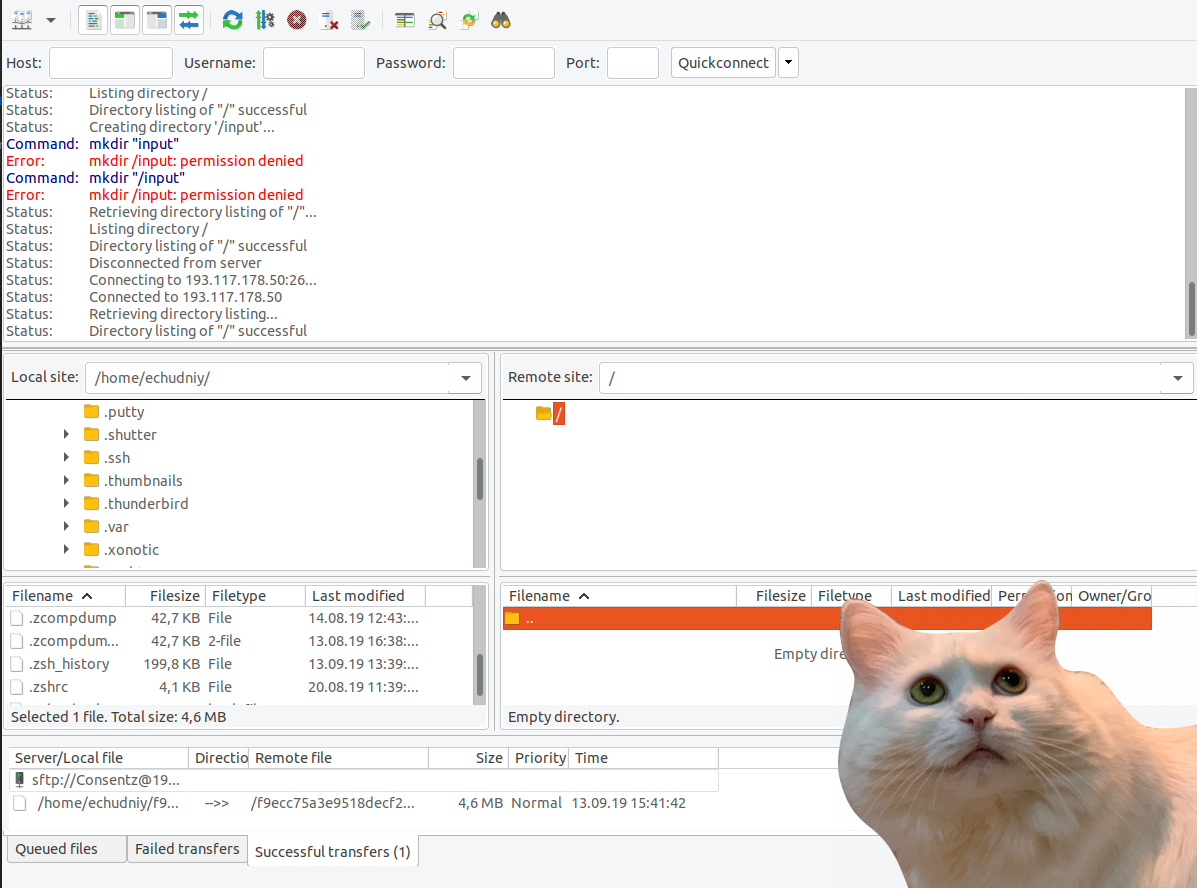 Host: Username: Password: Port: Quickconnect
Status: Listing directory /
Status: Directory listing of "/" successful
Status: Creating directory '/input'...
Command: mkdir "input"
Error: mkdir /input: permission denied
Command: mkdir "/input"
Error: mkdir /input: permission denied
Status: Retrieving directory listing of "/"...
Status: Listing directory /
Status: Directory listing of "/" successful
Status: Disconnected from server
Status: Connecting to 193.117.178.50:26...
Status: Connected to 193.117.178.50
Status: Retrieving directory listing...
Status: Directory listing of "/" successful
Local site: /home/echudniy/
.putty
.shutter
.ssh
.thumbnails
.thunderbird
.var
.xonotic
Filename Filesize Filetype Last modified
.zcompdump 42,7 KB File 14.08.19 12:43:...
.zcompdum... 42,7 KB 2-file 13.08.19 16:38:...
.zsh_history 199,8 KB File 13.09.19 13:39:...
.zshrc 4,1 KB File 20.08.19 11:39:...
Selected 1 file. Total size: 4,6 MB
Remote site: /
/
Filename Filesize Filetype Last modified Owner/Gro
..
Empty
Empty directory.
Server/Local file Directio Remote file Size Priority Time
sftp://Consentz@19...
/home/echudniy/f9... -->> /f9ecc75a3e9518decf2... 4,6 MB Normal 13.09.19 15:41:42
Queued files Failed transfers Successful transfers (1)